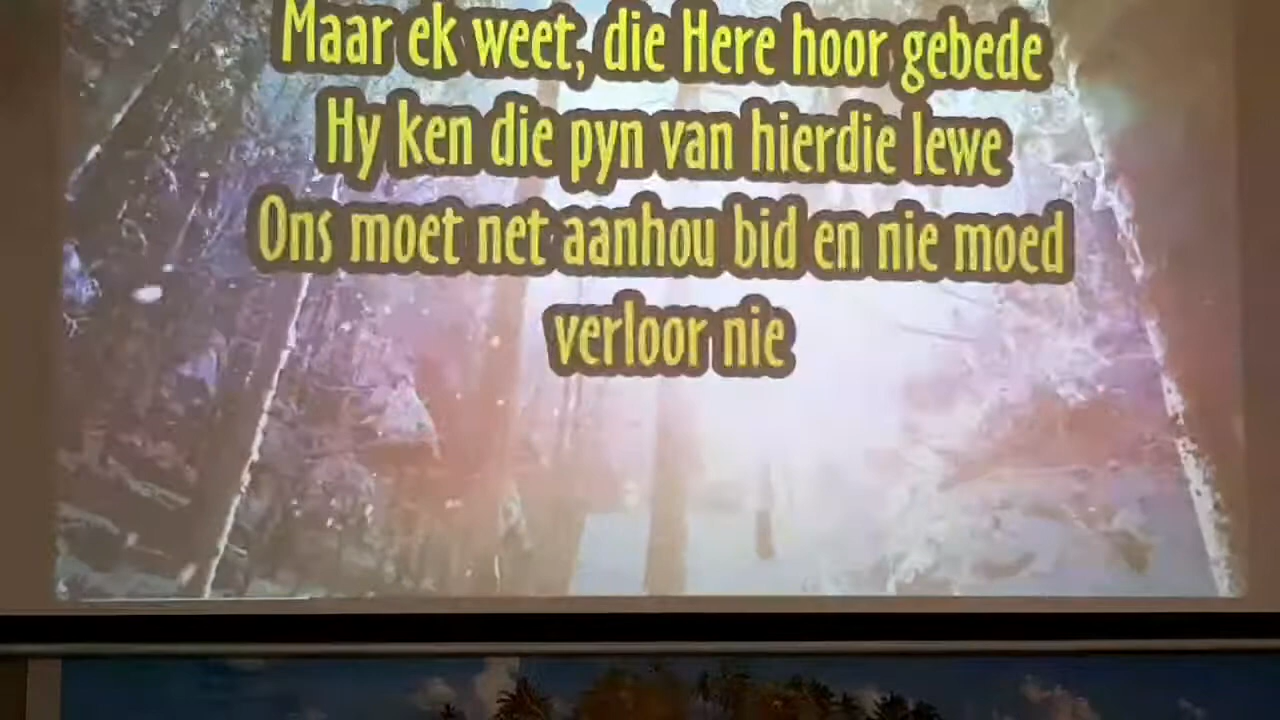 Maar ek weet, die Here hoor gebede
Hy ken die pyn van hierdie lewe
Ons moet net aanhou bid en nie moed
verloor nie